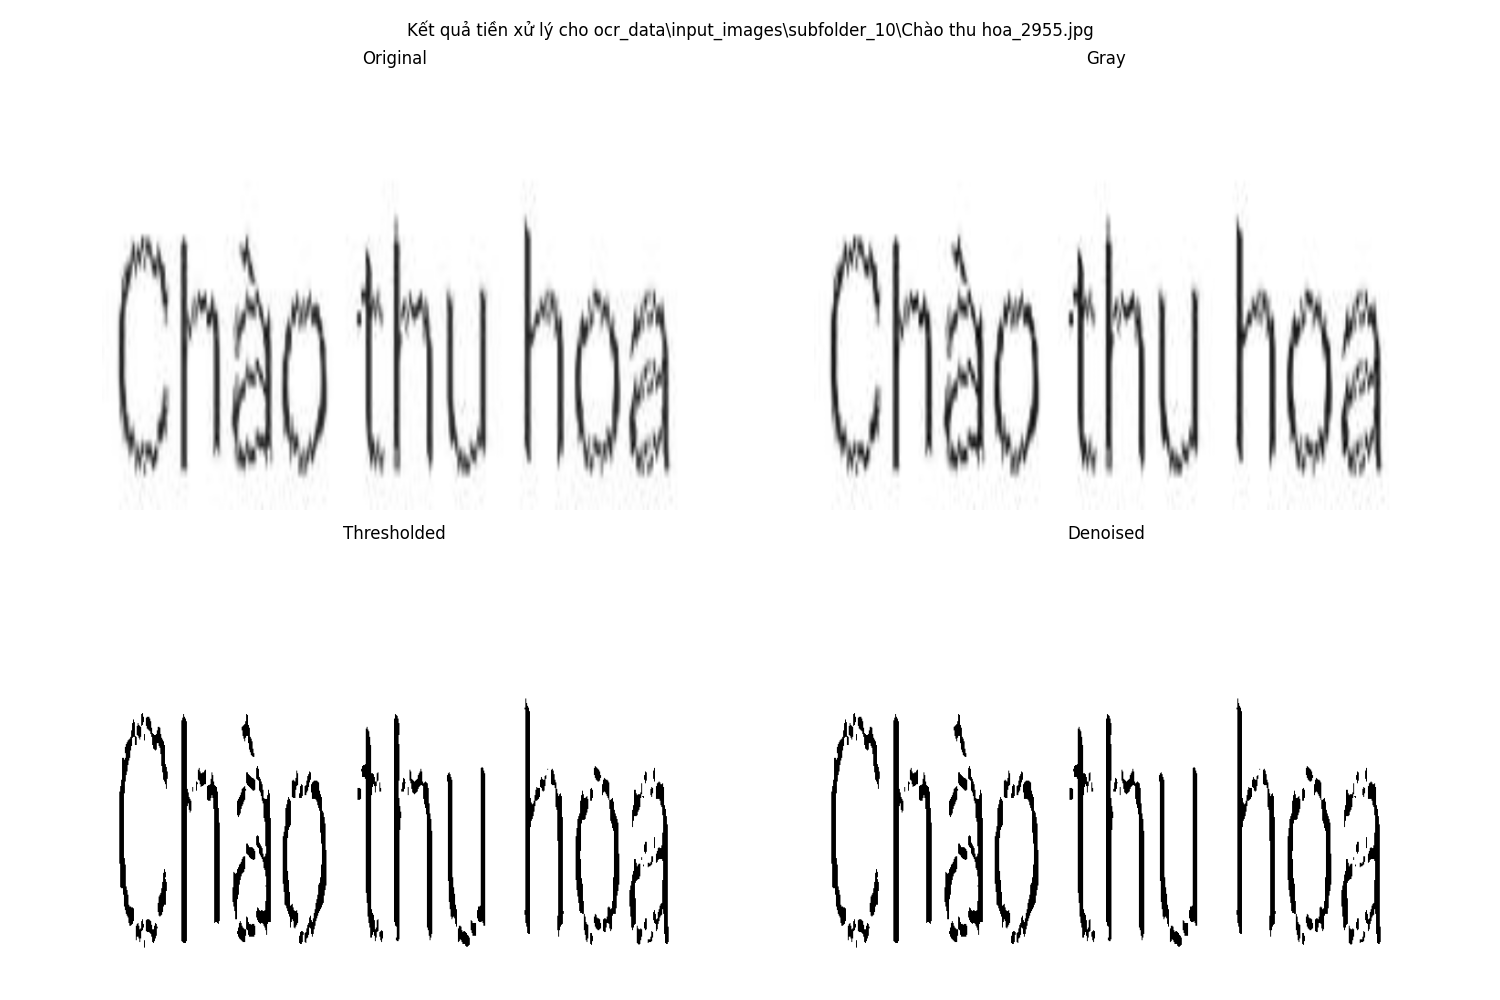 Kết quả tiền xử lý cho ocr_data\input_images\subfolder_10\Chào thu hoa_2955.jpg
Original
Gray
Chào thu hoa
Chào thu hoa
Thresholded
Denoised
Chào thu hoa
Chào thu hoa